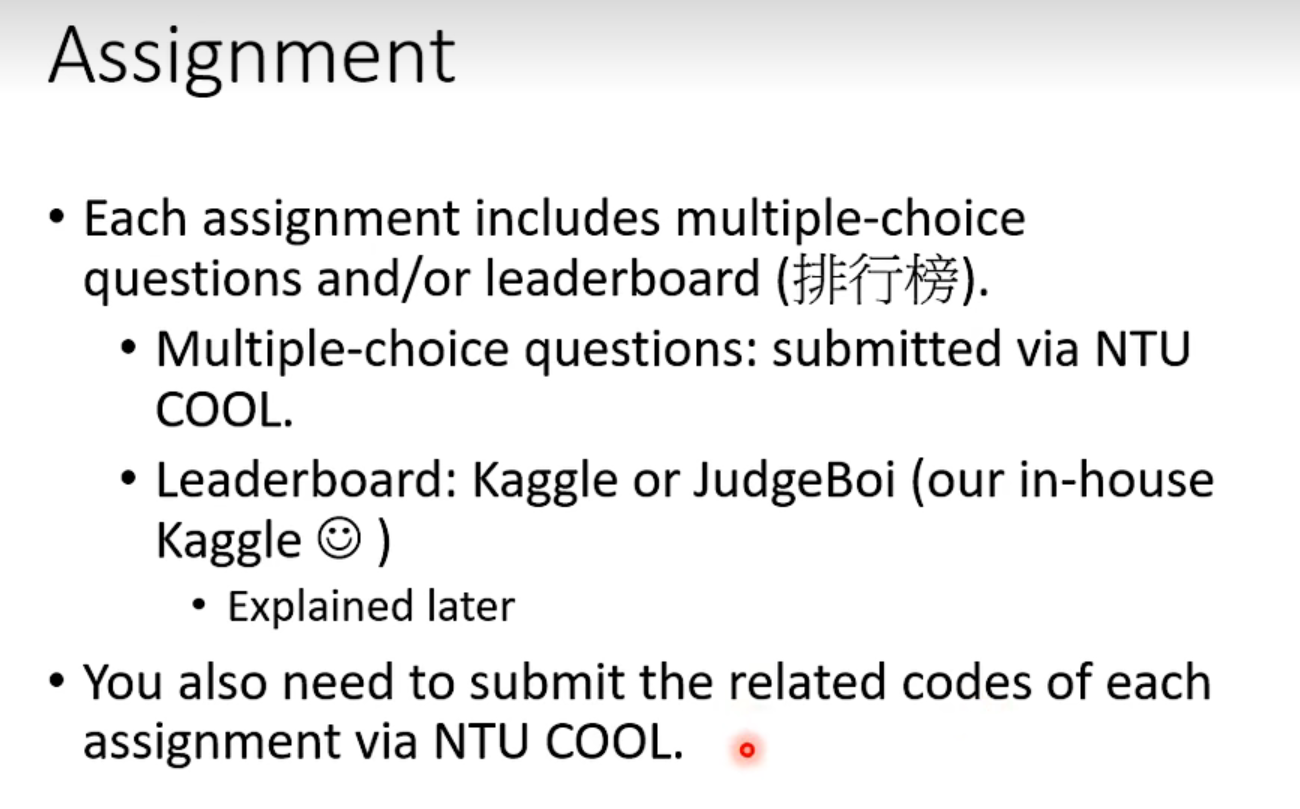 Assignment
• Each assignment includes multiple-choice
questions and/or leaderboard (排行榜).
• Multiple-choice questions: submitted via NTU
COOL.
• Leaderboard: Kaggle or JudgeBoi (our in-house
Kaggle ☺ )
• Explained later
• You also need to submit the related codes of each
assignment via NTU COOL.